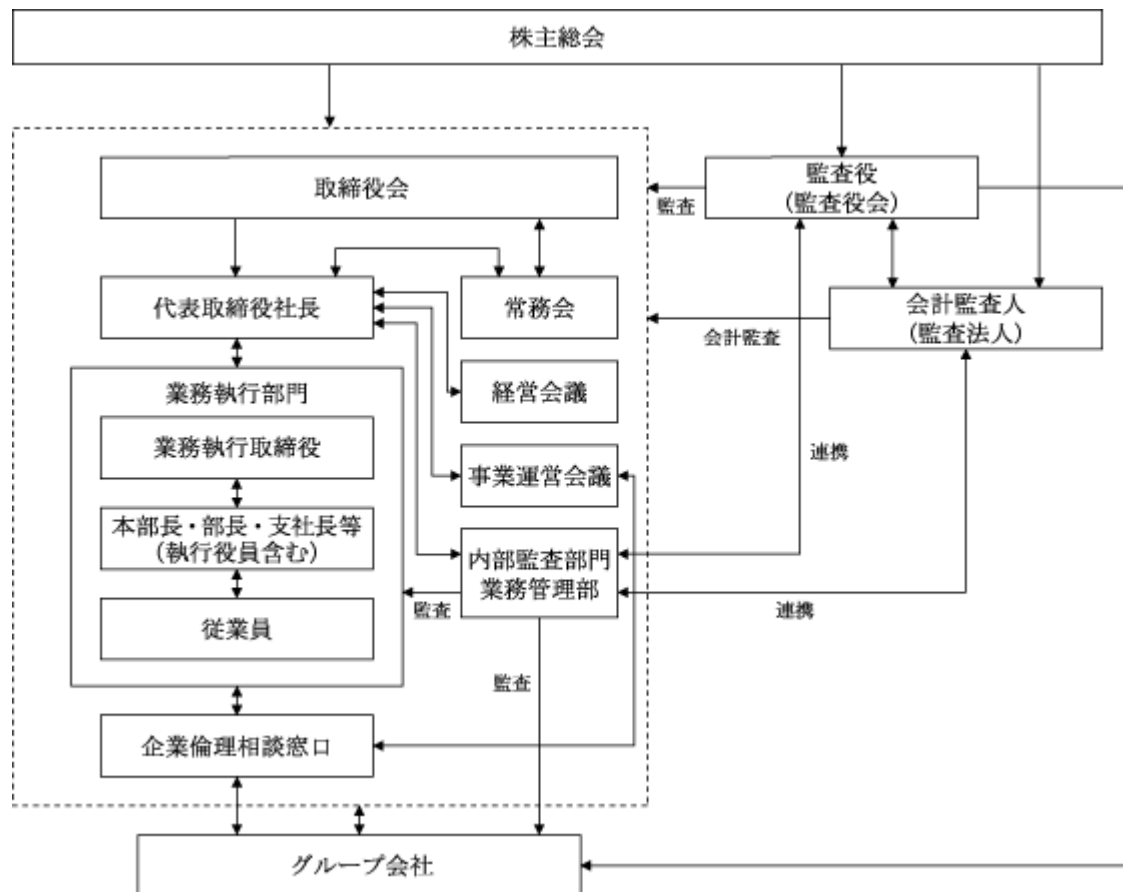 株主総会
取締役会
監査役
(監査役会)
監査
代表取締役社長
常務会
会計監査人
(監査法人)
会計監査
業務執行部門
経営会議
業務執行取締役
連携
事業運営会議
本部長・部長・支社長等
(執行役員含む)
内部監査部門
業務管理部
監査
連携
従業員
監査
企業倫理相談窓口
グループ会社